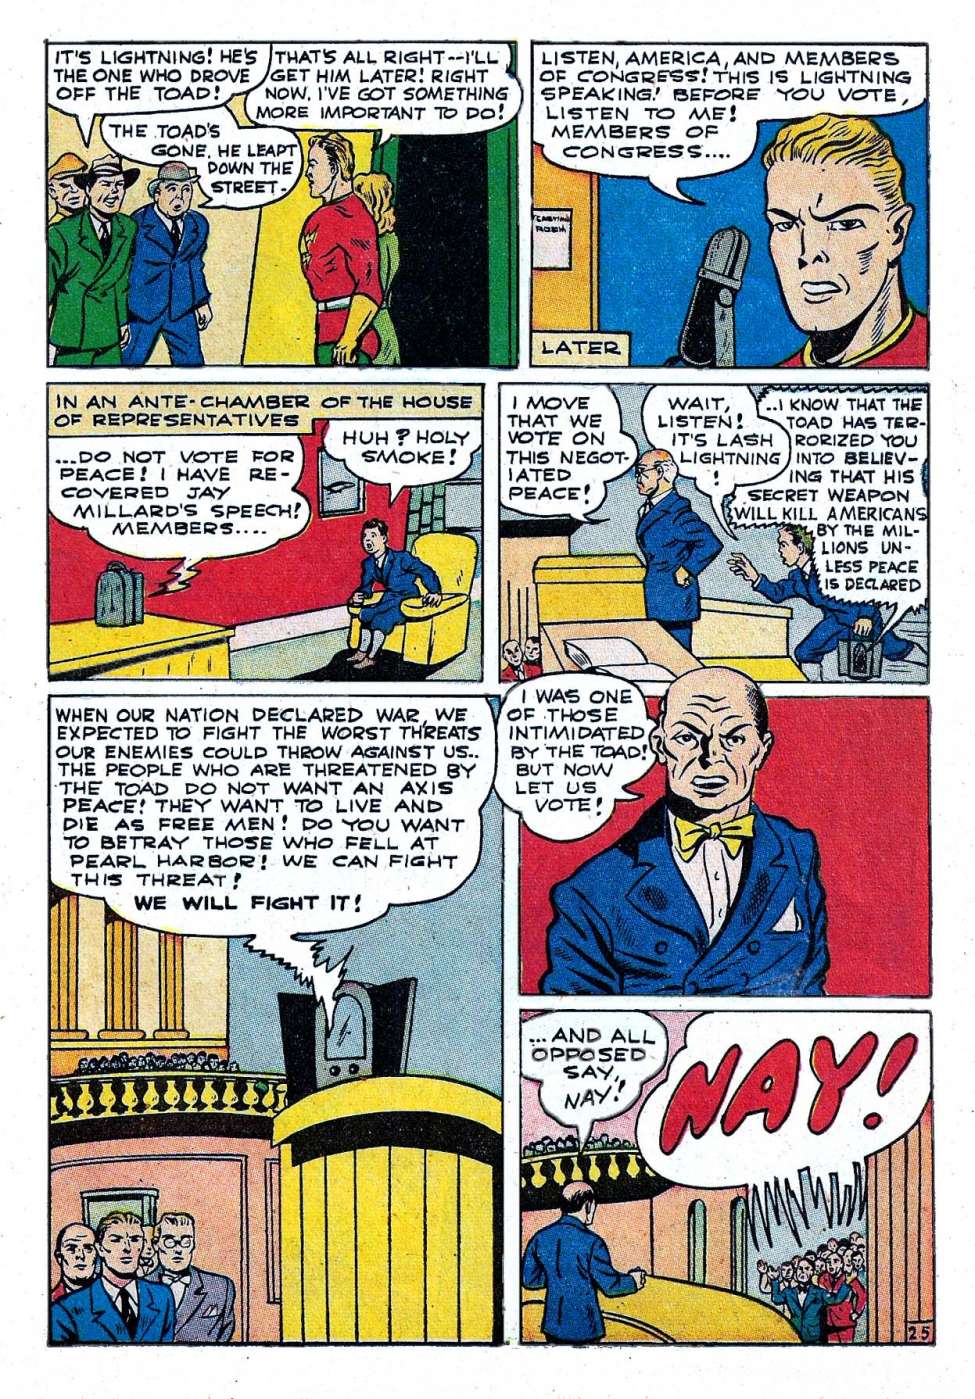 IT'S LIGHTNING! HE'S
THE ONE WHO DROVE
OFF THE TOAD!
THE TOAD'S
GONE. HE LEAPT
DOWN THE
STREET-
THAT'S ALL RIGHT--I'LL
GET HIM LATER! RIGHT
NOW, I'VE GOT SOMETHING
MORE IMPORTANT TO DO!
LISTEN, AMERICA, AND MEMBERS
OF CONGRESS! THIS IS LIGHTNING
SPEAKING! BEFORE YOU VOTE,
LISTEN TO ME!
MEMBERS OF
CONGRESS....
ROOM
LATER
IN AN ANTE-CHAMBER OF THE HOUSE
OF REPRESENTATIVES
...DO NOT VOTE FOR
PEACE! I HAVE RE-
COVERED JAY
MILLARD'S SPEECH!
MEMBERS....
HUH? HOLY
SMOKE!
I MOVE
THAT WE
VOTE ON
THIS NEGOT-
IATED
PEACE!
WAIT,
LISTEN!
IT'S LASH
LIGHTNING
!
...I KNOW THAT THE
TOAD HAS TER-
RORIZED YOU
INTO BELIEV-
ING THAT HIS
SECRET WEAPON
WILL KILL AMERICANS
BY THE MIL-
LIONS UN-
LESS PEACE
IS DECLARED
WHEN OUR NATION DECLARED WAR, WE
EXPECTED TO FIGHT THE WORST THREATS
OUR ENEMIES COULD THROW AGAINST US..
THE PEOPLE WHO ARE THREATENED BY
THE TOAD DO NOT WANT AN AXIS
PEACE! THEY WANT TO LIVE AND
DIE AS FREE MEN! DO YOU WANT
TO BETRAY THOSE WHO FELL AT
PEARL HARBOR! WE CAN FIGHT
THIS THREAT!
WE WILL FIGHT IT!
I WAS ONE
OF THOSE
INTIMIDATED
BY THE TOAD!
BUT NOW
LET US
VOTE!
...AND ALL
OPPOSED
SAY,
NAY!
NAY!
25